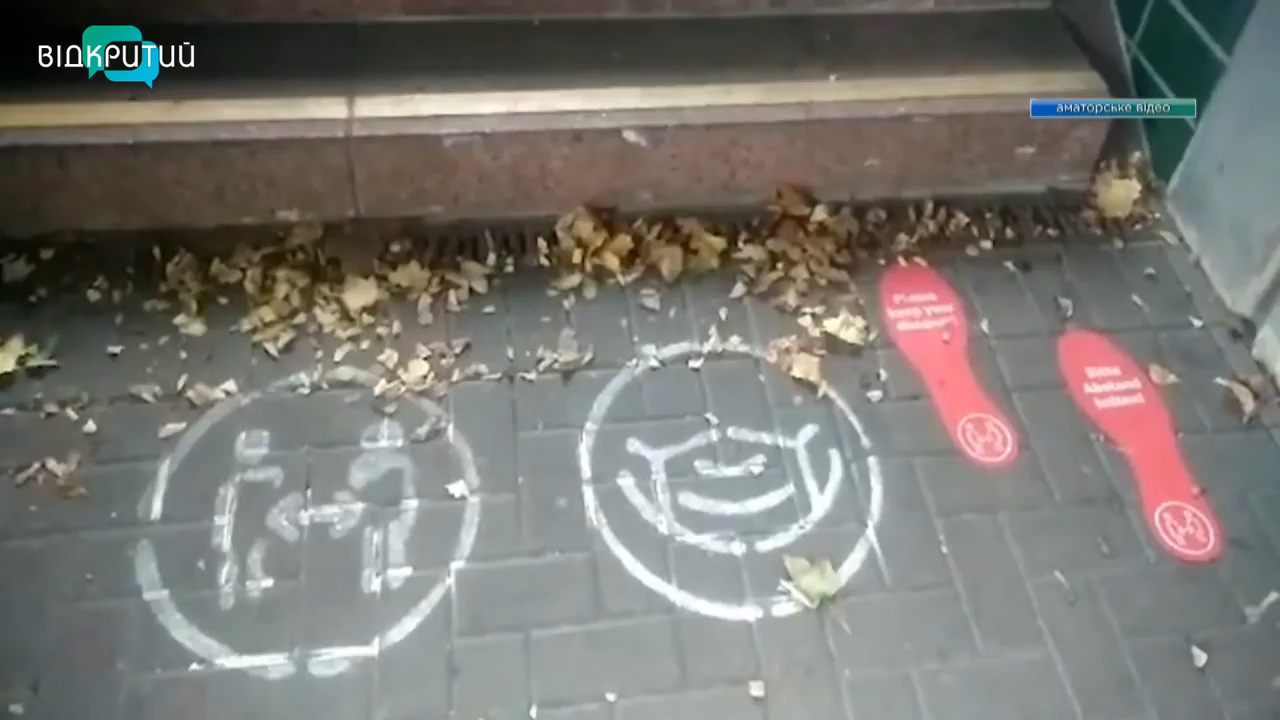 ВІДКРИТИЙ
аматорське відео
Please
keep your
distance!
Bitte
Abstand
halten!